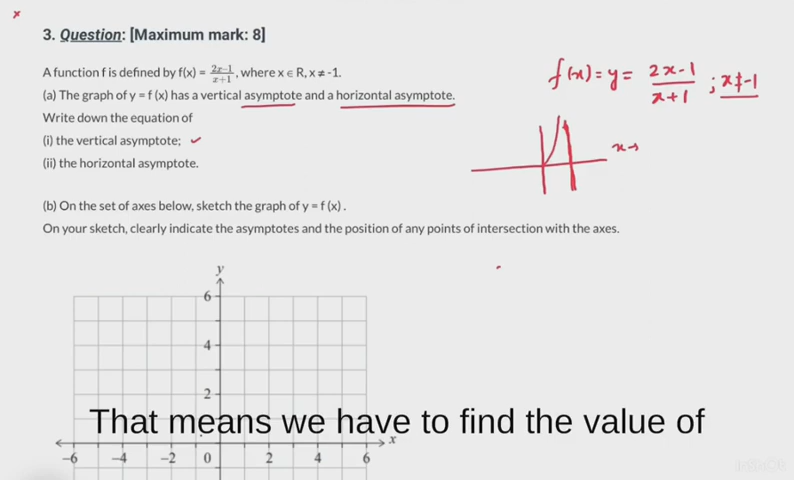 3. Question: [Maximum mark: 8]
A function f is defined by f(x) = \frac{2x-1}{x+1}, where x ∈ R, x ≠ -1.
(a) The graph of y = f (x) has a vertical asymptote and a horizontal asymptote.
Write down the equation of
(i) the vertical asymptote;
(ii) the horizontal asymptote.
f(x) = y = \frac{2x-1}{x+1} ; x≠-1
x→
(b) On the set of axes below, sketch the graph of y = f (x) .
On your sketch, clearly indicate the asymptotes and the position of any points of intersection with the axes.
y
6
4
2
That means we have to find the value of
x
-6 -4 -2 0 2 4 6